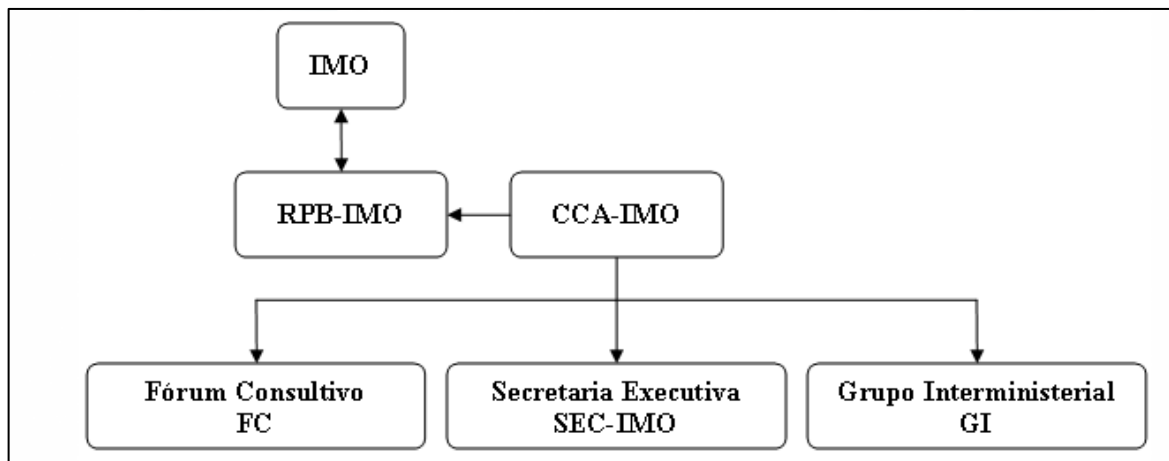 IMO
RPB-IMO
CCA-IMO
Fórum Consultivo
FC
Secretaria Executiva
SEC-IMO
Grupo Interministerial
GI